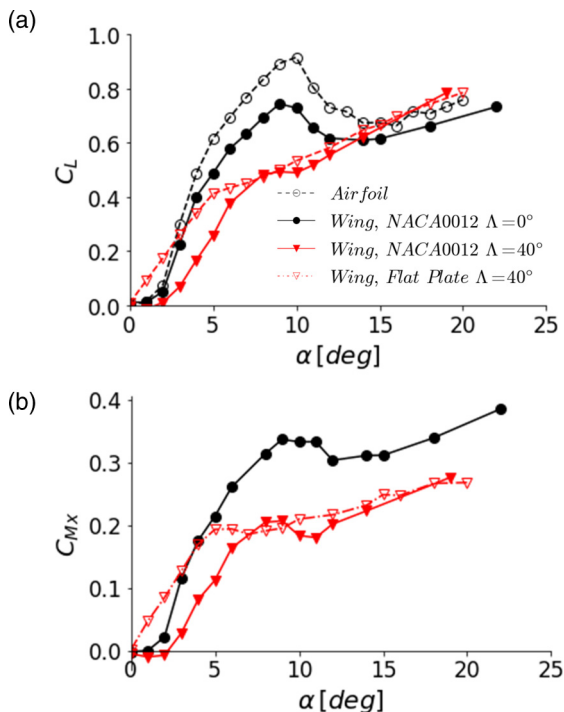 (a)
1.0
0.8
0.6
0.4
0.2
0.0
C_L
Airfoil
Wing, NACA0012 Λ=0°
Wing, NACA0012 Λ=40°
Wing, Flat Plate Λ=40°
0 5 10 15 20 25
α [deg]
(b)
0.4
0.3
0.2
0.1
0.0
C_{Mx}
0 5 10 15 20 25
α [deg]